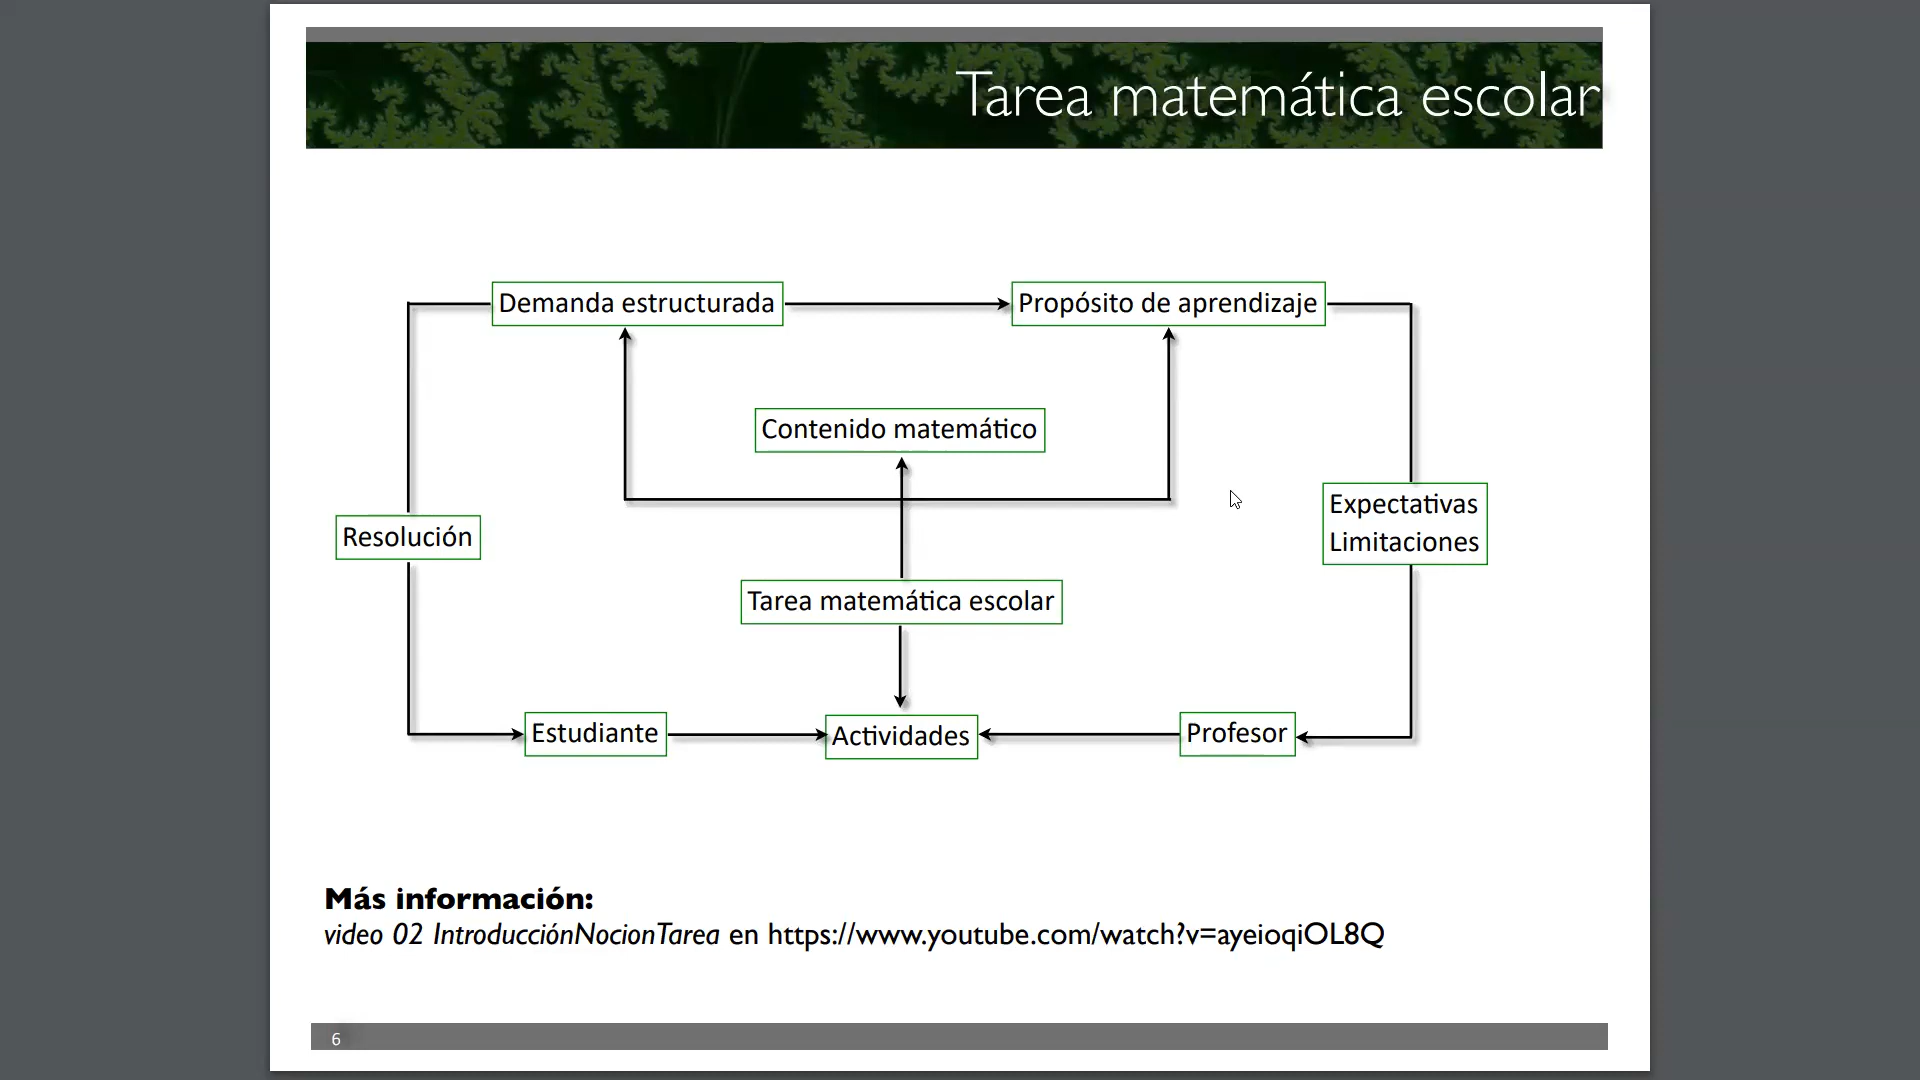 Tarea matemática escolar
Demanda estructurada
Propósito de aprendizaje
Contenido matemático
Resolución
Expectativas
Limitaciones
Tarea matemática escolar
Estudiante
Actividades
Profesor
Más información:
video 02 IntroducciónNocionTarea en https://www.youtube.com/watch?v=ayeioqiOL8Q
6